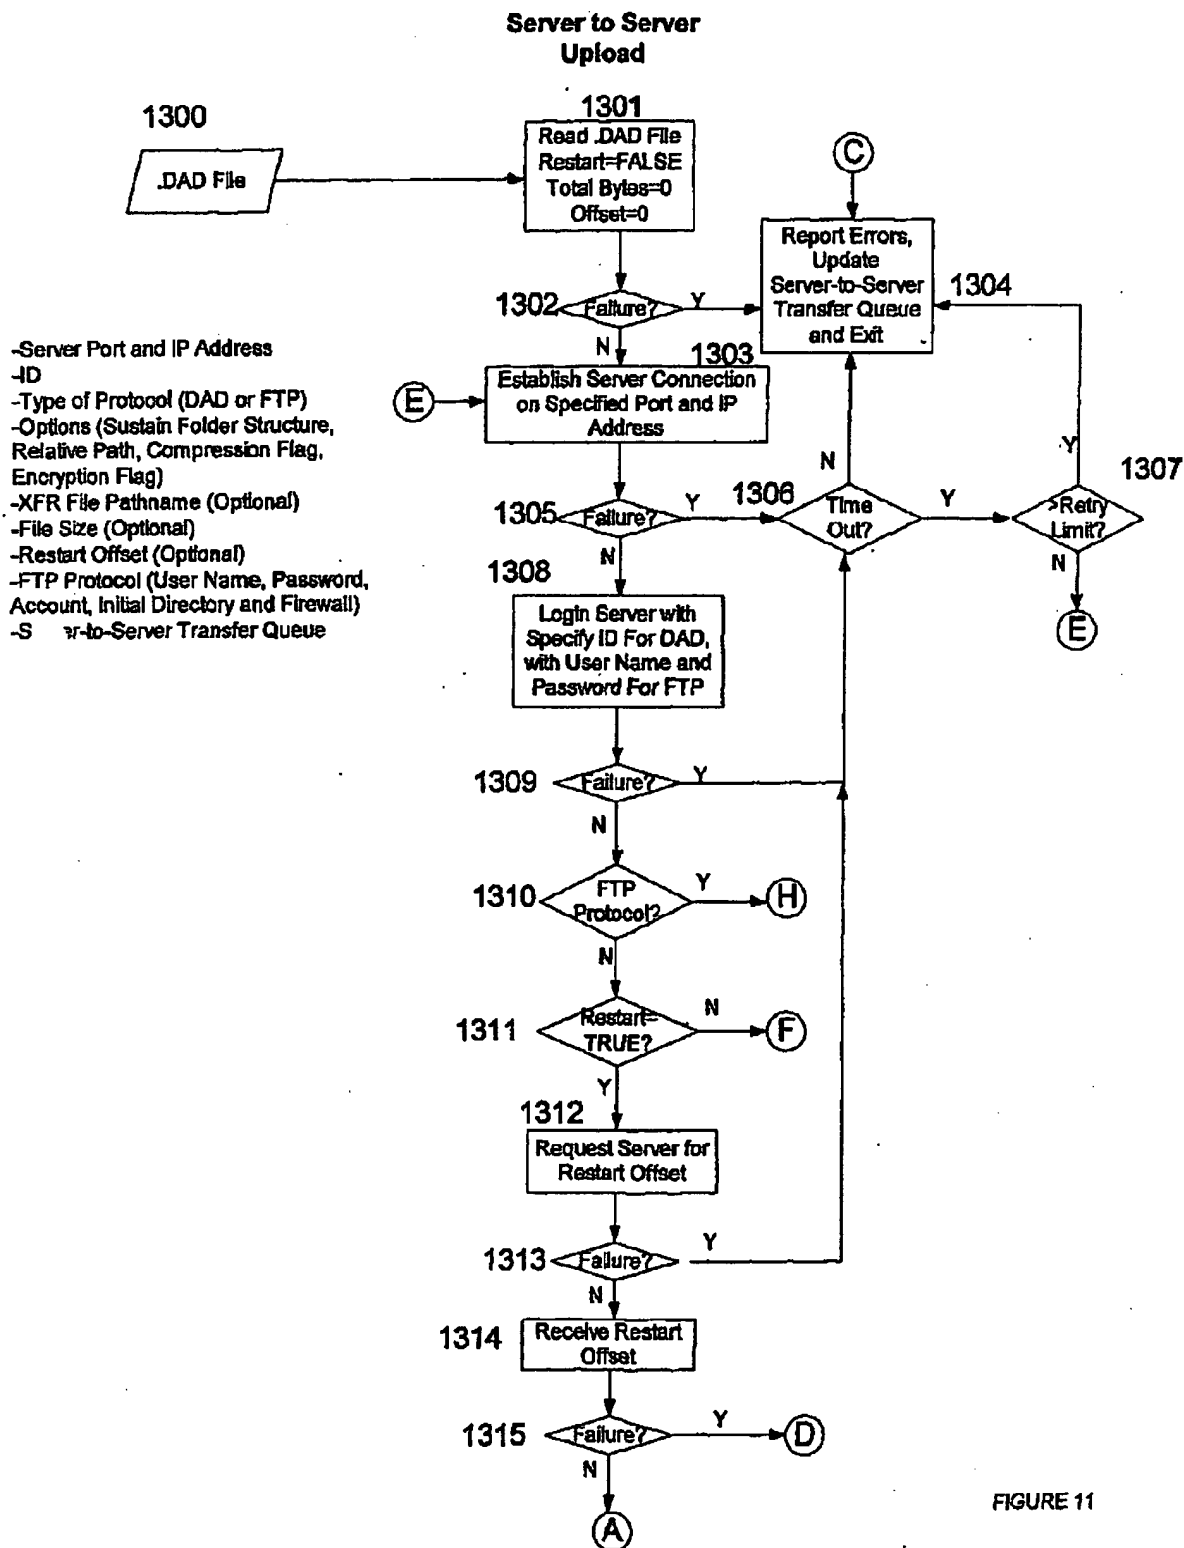 Server to Server
Upload
1300
.DAD File
1301
Read .DAD File
Restart=FALSE
Total Bytes=0
Offset=0
C
Report Errors,
Update
Server-to-Server
Transfer Queue
and Exit
1304
1302
Failure?
Y
N
-Server Port and IP Address
-ID
-Type of Protocol (DAD or FTP)
-Options (Sustain Folder Structure,
Relative Path, Compression Flag,
Encryption Flag)
-XFR File Pathname (Optional)
-File Size (Optional)
-Restart Offset (Optional)
-FTP Protocol (User Name, Password,
Account, Initial Directory and Firewall)
-S er-to-Server Transfer Queue
1303
Establish Server Connection
on Specified Port and IP
Address
E
1305
Failure?
Y
N
1306
Time
Out?
N
Y
1307
>Retry
Limit?
Y
N
E
1308
Login Server with
Specify ID For DAD,
with User Name and
Password For FTP
1309
Failure?
Y
N
1310
FTP
Protocol?
Y
H
N
1311
Restart=
TRUE?
N
F
Y
1312
Request Server for
Restart Offset
1313
Failure?
Y
N
1314
Receive Restart
Offset
1315
Failure?
Y
D
N
A
FIGURE 11